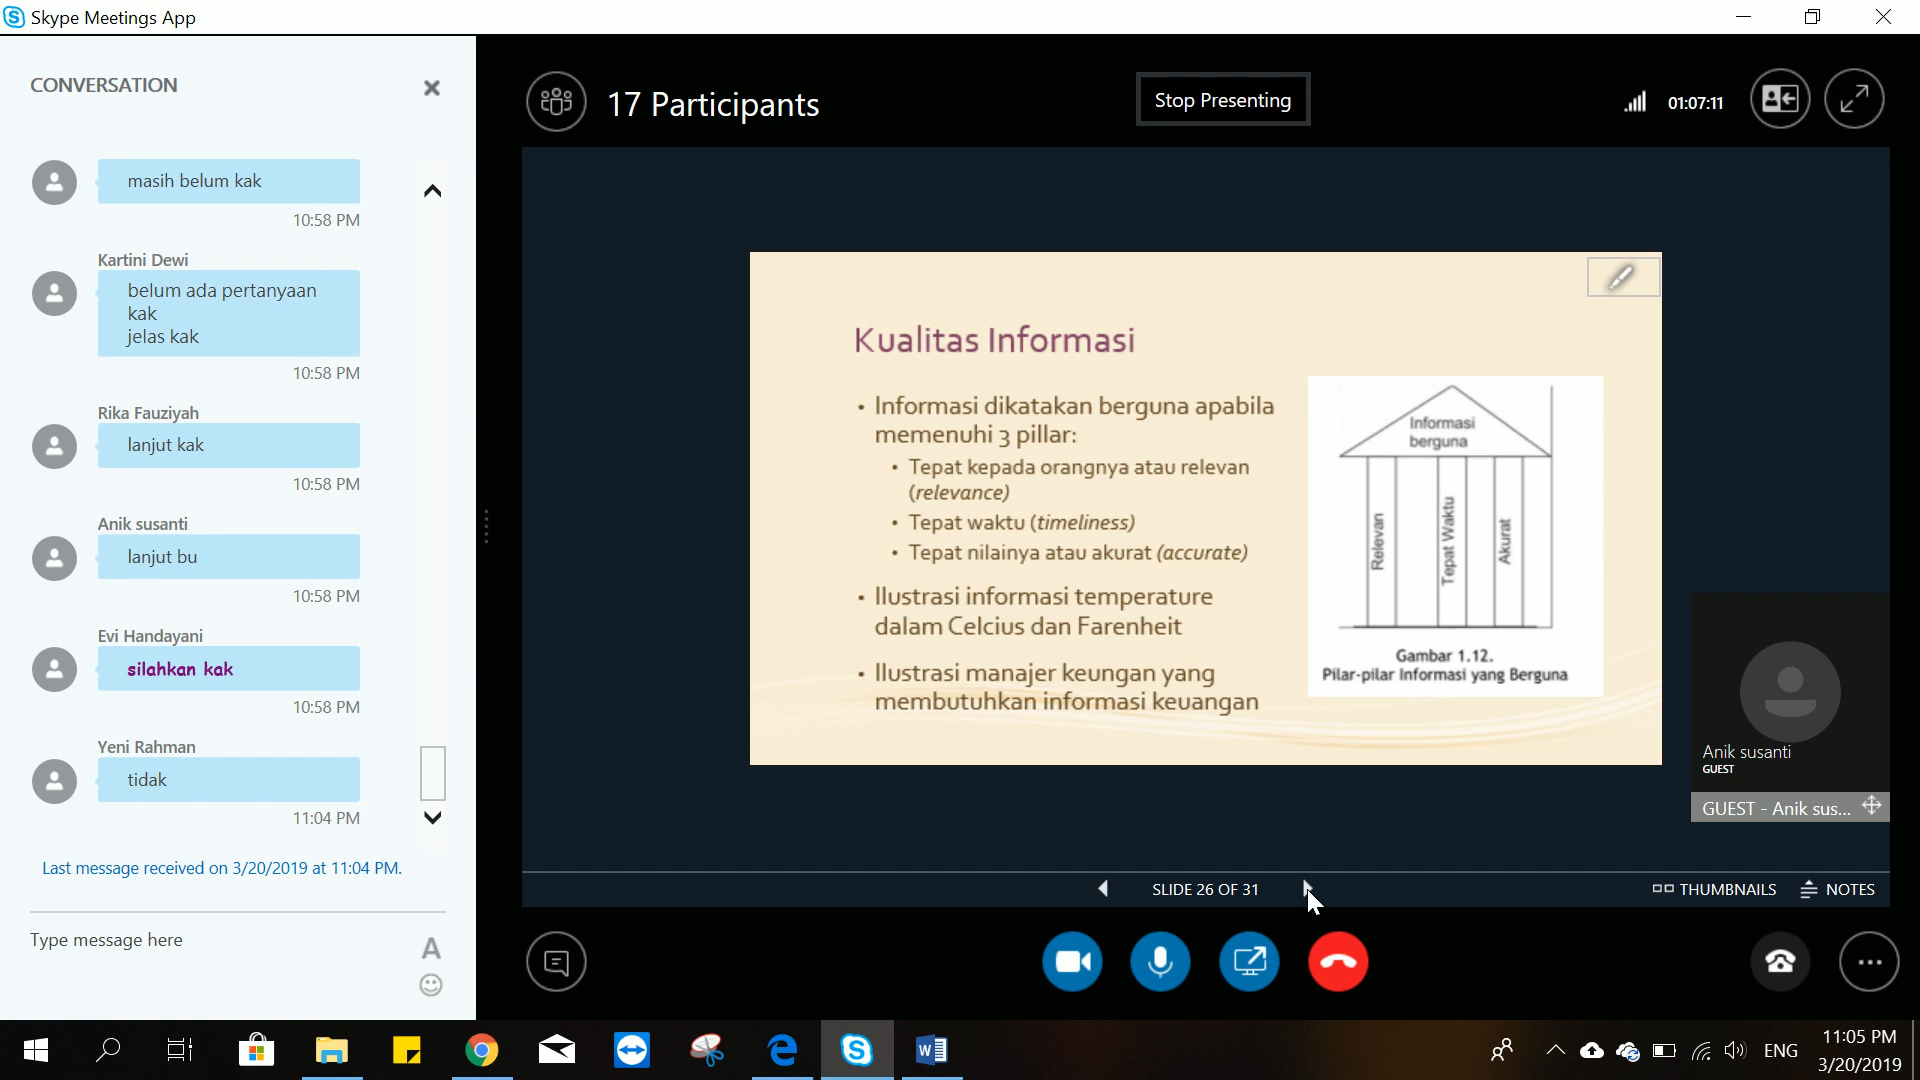 Skype Meetings App
CONVERSATION
masih belum kak
10:58 PM
Kartini Dewi
belum ada pertanyaan
kak
jelas kak
10:58 PM
Rika Fauziyah
lanjut kak
10:58 PM
Anik susanti
lanjut bu
10:58 PM
Evi Handayani
silahkan kak
10:58 PM
Yeni Rahman
tidak
11:04 PM
Last message received on 3/20/2019 at 11:04 PM.
Type message here
A
17 Participants
Stop Presenting
01:07:11
Kualitas Informasi
• Informasi dikatakan berguna apabila
memenuhi 3 pillar:
• Tepat kepada orangnya atau relevan
(relevance)
• Tepat waktu (timeliness)
• Tepat nilainya atau akurat (accurate)
• Ilustrasi informasi temperature
dalam Celcius dan Farenheit
• Ilustrasi manajer keungan yang
membutuhkan informasi keuangan
Informasi
berguna
Relevan
Tepat Waktu
Akurat
Gambar 1.12.
Pilar-pilar Informasi yang Berguna
Anik susanti
GUEST
GUEST - Anik sus...
SLIDE 26 OF 31
THUMBNAILS
NOTES
ENG
11:05 PM
3/20/2019